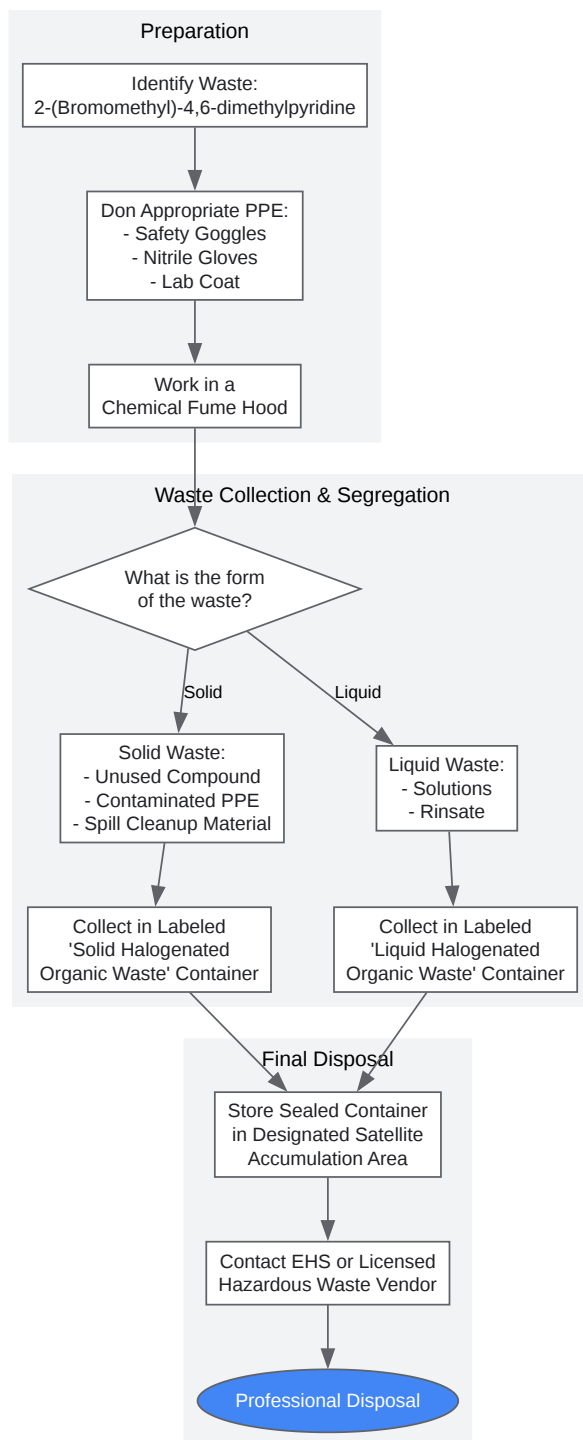 Preparation
Identify Waste:
2-(Bromomethyl)-4,6-dimethylpyridine
Don Appropriate PPE:
- Safety Goggles
- Nitrile Gloves
- Lab Coat
Work in a
Chemical Fume Hood
Waste Collection & Segregation
What is the form
of the waste?
Solid
Liquid
Solid Waste:
- Unused Compound
- Contaminated PPE
- Spill Cleanup Material
Liquid Waste:
- Solutions
- Rinsate
Collect in Labeled
'Solid Halogenated
Organic Waste' Container
Collect in Labeled
'Liquid Halogenated
Organic Waste' Container
Final Disposal
Store Sealed Container
in Designated Satellite
Accumulation Area
Contact EHS or Licensed
Hazardous Waste Vendor
Professional Disposal